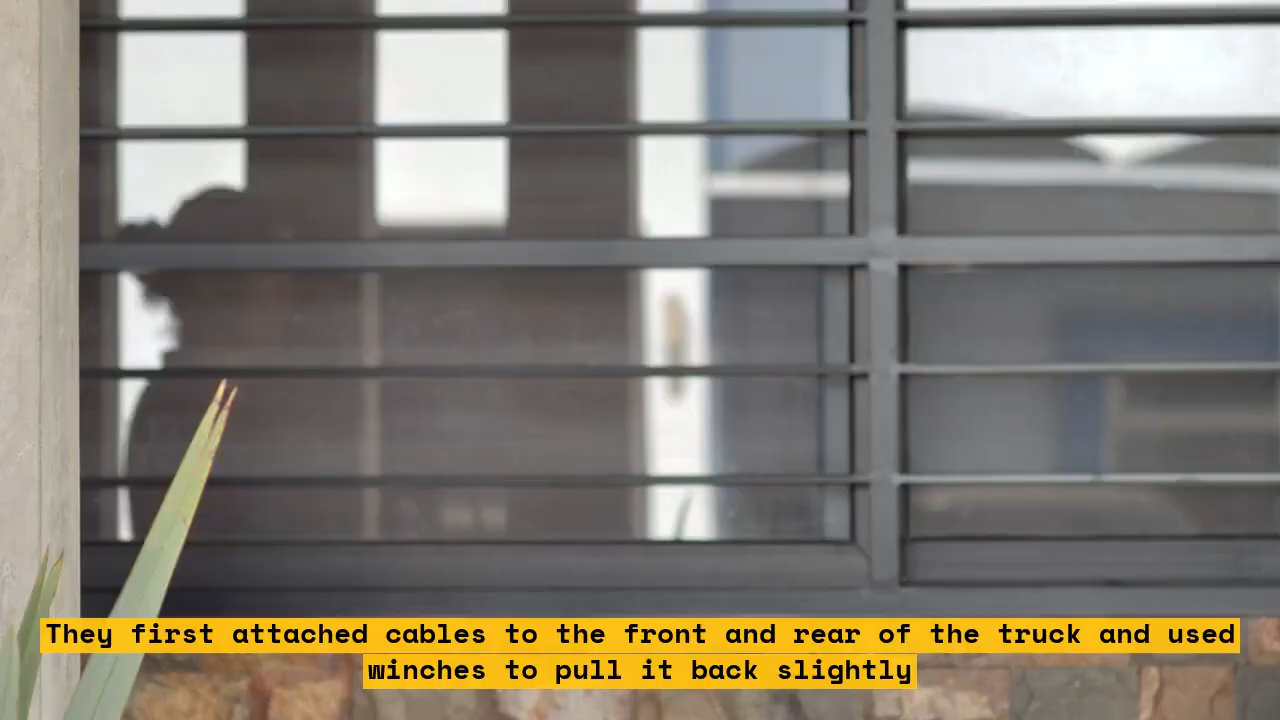 They first attached cables to the front and rear of the truck and used
winches to pull it back slightly